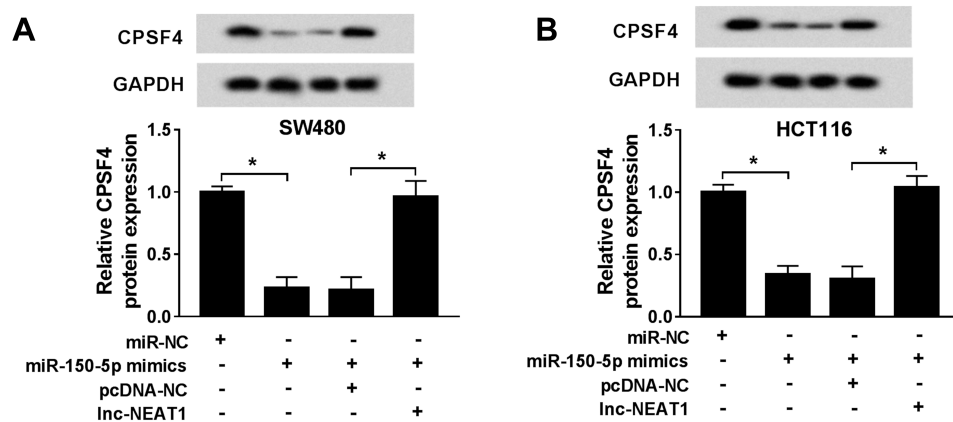 A
CPSF4
GAPDH
SW480
Relative CPSF4
protein expression
1.5
1.0
0.5
0.0
* *
miR-NC + - - -
miR-150-5p mimics - + + +
pcDNA-NC - - + -
lnc-NEAT1 - - - +
B
CPSF4
GAPDH
HCT116
Relative CPSF4
protein expression
1.5
1.0
0.5
0.0
* *
miR-NC + - - -
miR-150-5p mimics - + + +
pcDNA-NC - - + -
lnc-NEAT1 - - - +